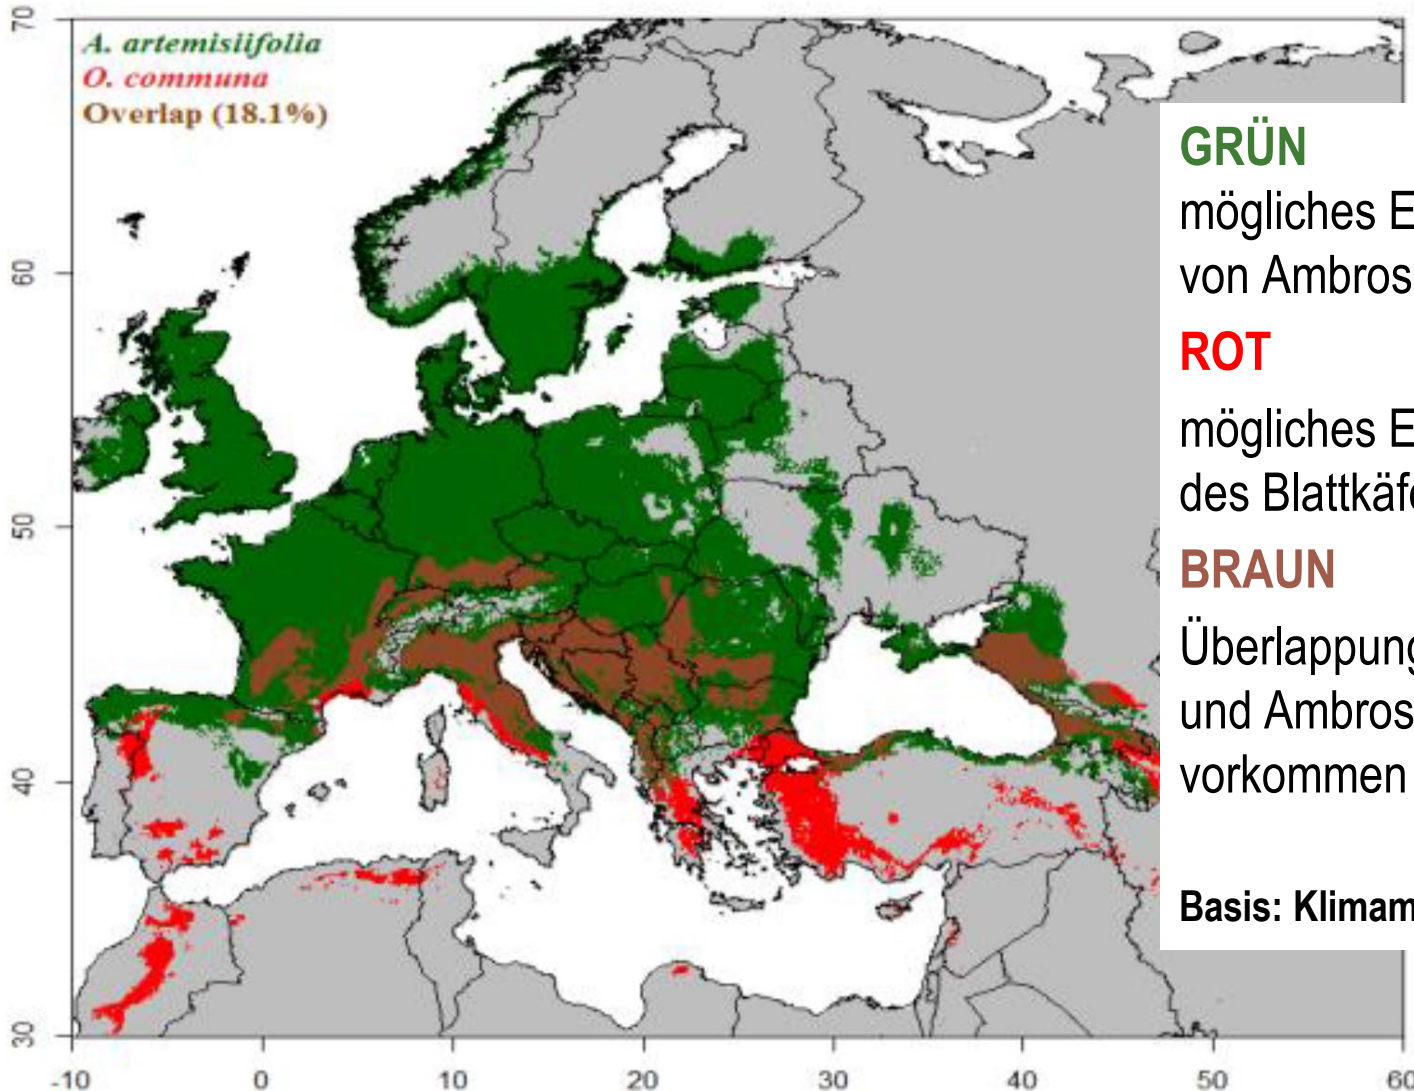 A. artemisiifolia
O. communa
Overlap (18.1%)
GRÜN
mögliches E
von Ambros
ROT
mögliches E
des Blattkäfe
BRAUN
Überlappung
und Ambros
vorkommen
Basis: Klimam
70
60
50
40
30
-10 0 10 20 30 40 50 60